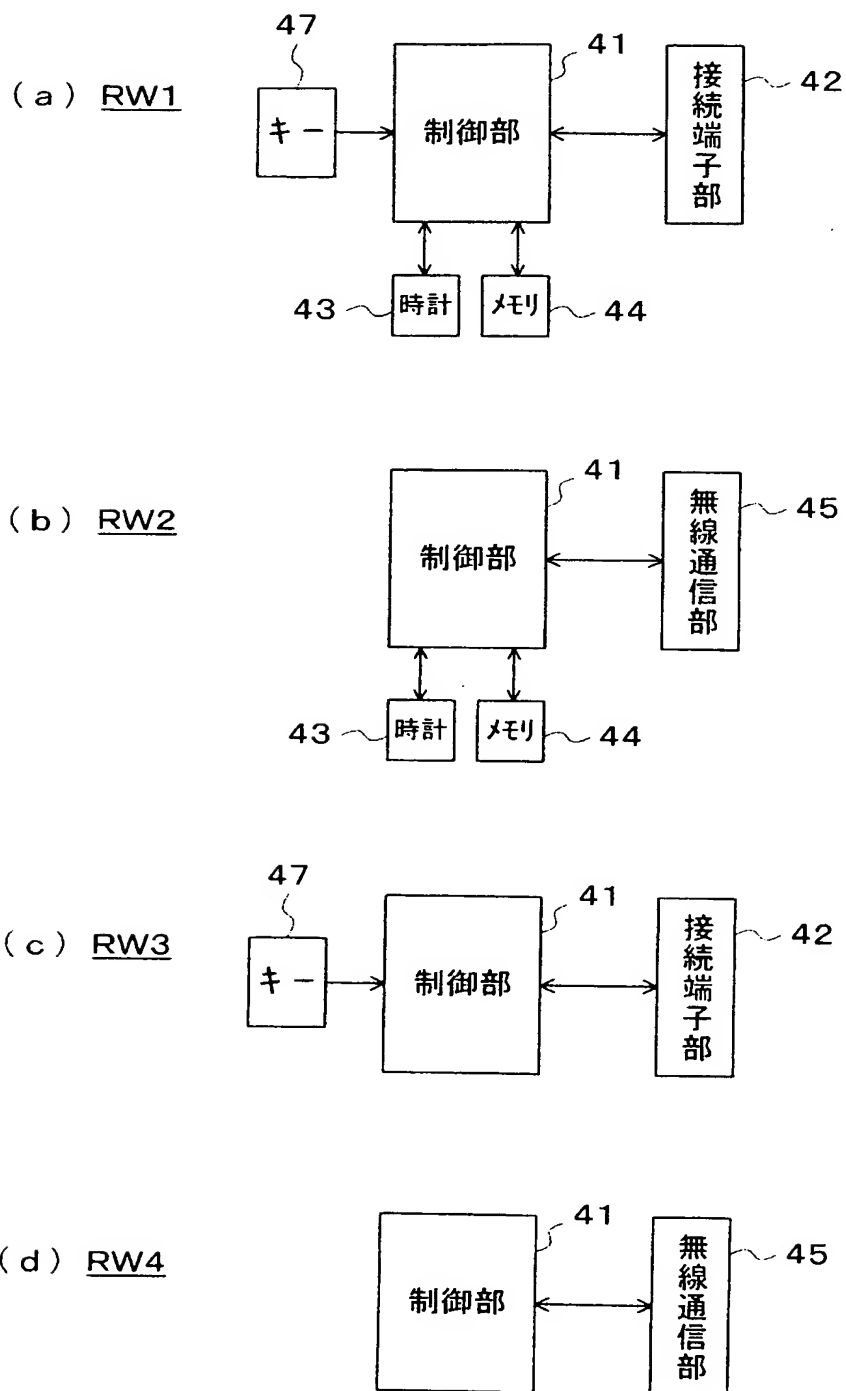 47
41
(a) RW1
キー
制御部
接続端子部
42
43
時計
メモリ
44
41
(b) RW2
制御部
無線通信部
45
43
時計
メモリ
44
47
41
(c) RW3
キー
制御部
接続端子部
42
41
(d) RW4
制御部
無線通信部
45